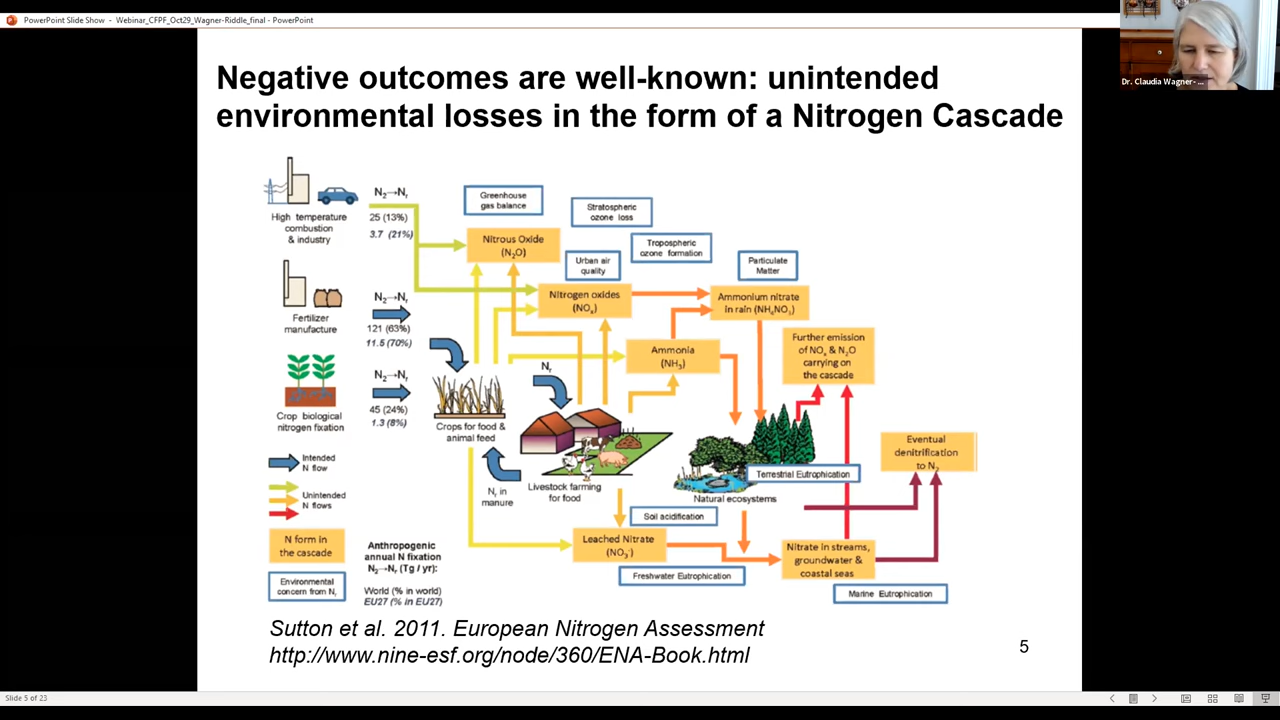 PowerPoint Slide Show - Webinar_CFPF_Oct29_Wagner-Riddle_final - PowerPoint
Dr. Claudia Wagner- ...
Negative outcomes are well-known: unintended
environmental losses in the form of a Nitrogen Cascade
High temperature
combustion
& industry
N₂→Nᵣ
25 (13%)
3.7 (21%)
Greenhouse
gas balance
Stratospheric
ozone loss
Nitrous Oxide
(N₂O)
Tropospheric
ozone formation
Urban air
quality
Particulate
Matter
Fertilizer
manufacture
N₂→Nᵣ
121 (63%)
11.5 (70%)
Nitrogen oxides
(NOₓ)
Ammonium nitrate
in rain (NH₄NO₃)
Ammonia
(NH₃)
Further emission
of NOₓ & N₂O
carrying on
the cascade
Crop biological
nitrogen fixation
N₂→Nᵣ
45 (24%)
1.3 (8%)
Nᵣ
Crops for food &
animal feed
Nᵣ in
manure
Livestock farming
for food
Terrestrial Eutrophication
Natural ecosystems
Eventual
denitrification
to N₂
Intended
N flow
Unintended
N flows
N form in
the cascade
Environmental
concern from Nᵣ
Anthropogenic
annual N fixation
N₂→Nᵣ (Tg / yr):
World (% in world)
EU27 (% in EU27)
Soil acidification
Leached Nitrate
(NO₃⁻)
Freshwater Eutrophication
Nitrate in streams,
groundwater &
coastal seas
Marine Eutrophication
Sutton et al. 2011. European Nitrogen Assessment
http://www.nine-esf.org/node/360/ENA-Book.html
5
Slide 5 of 23